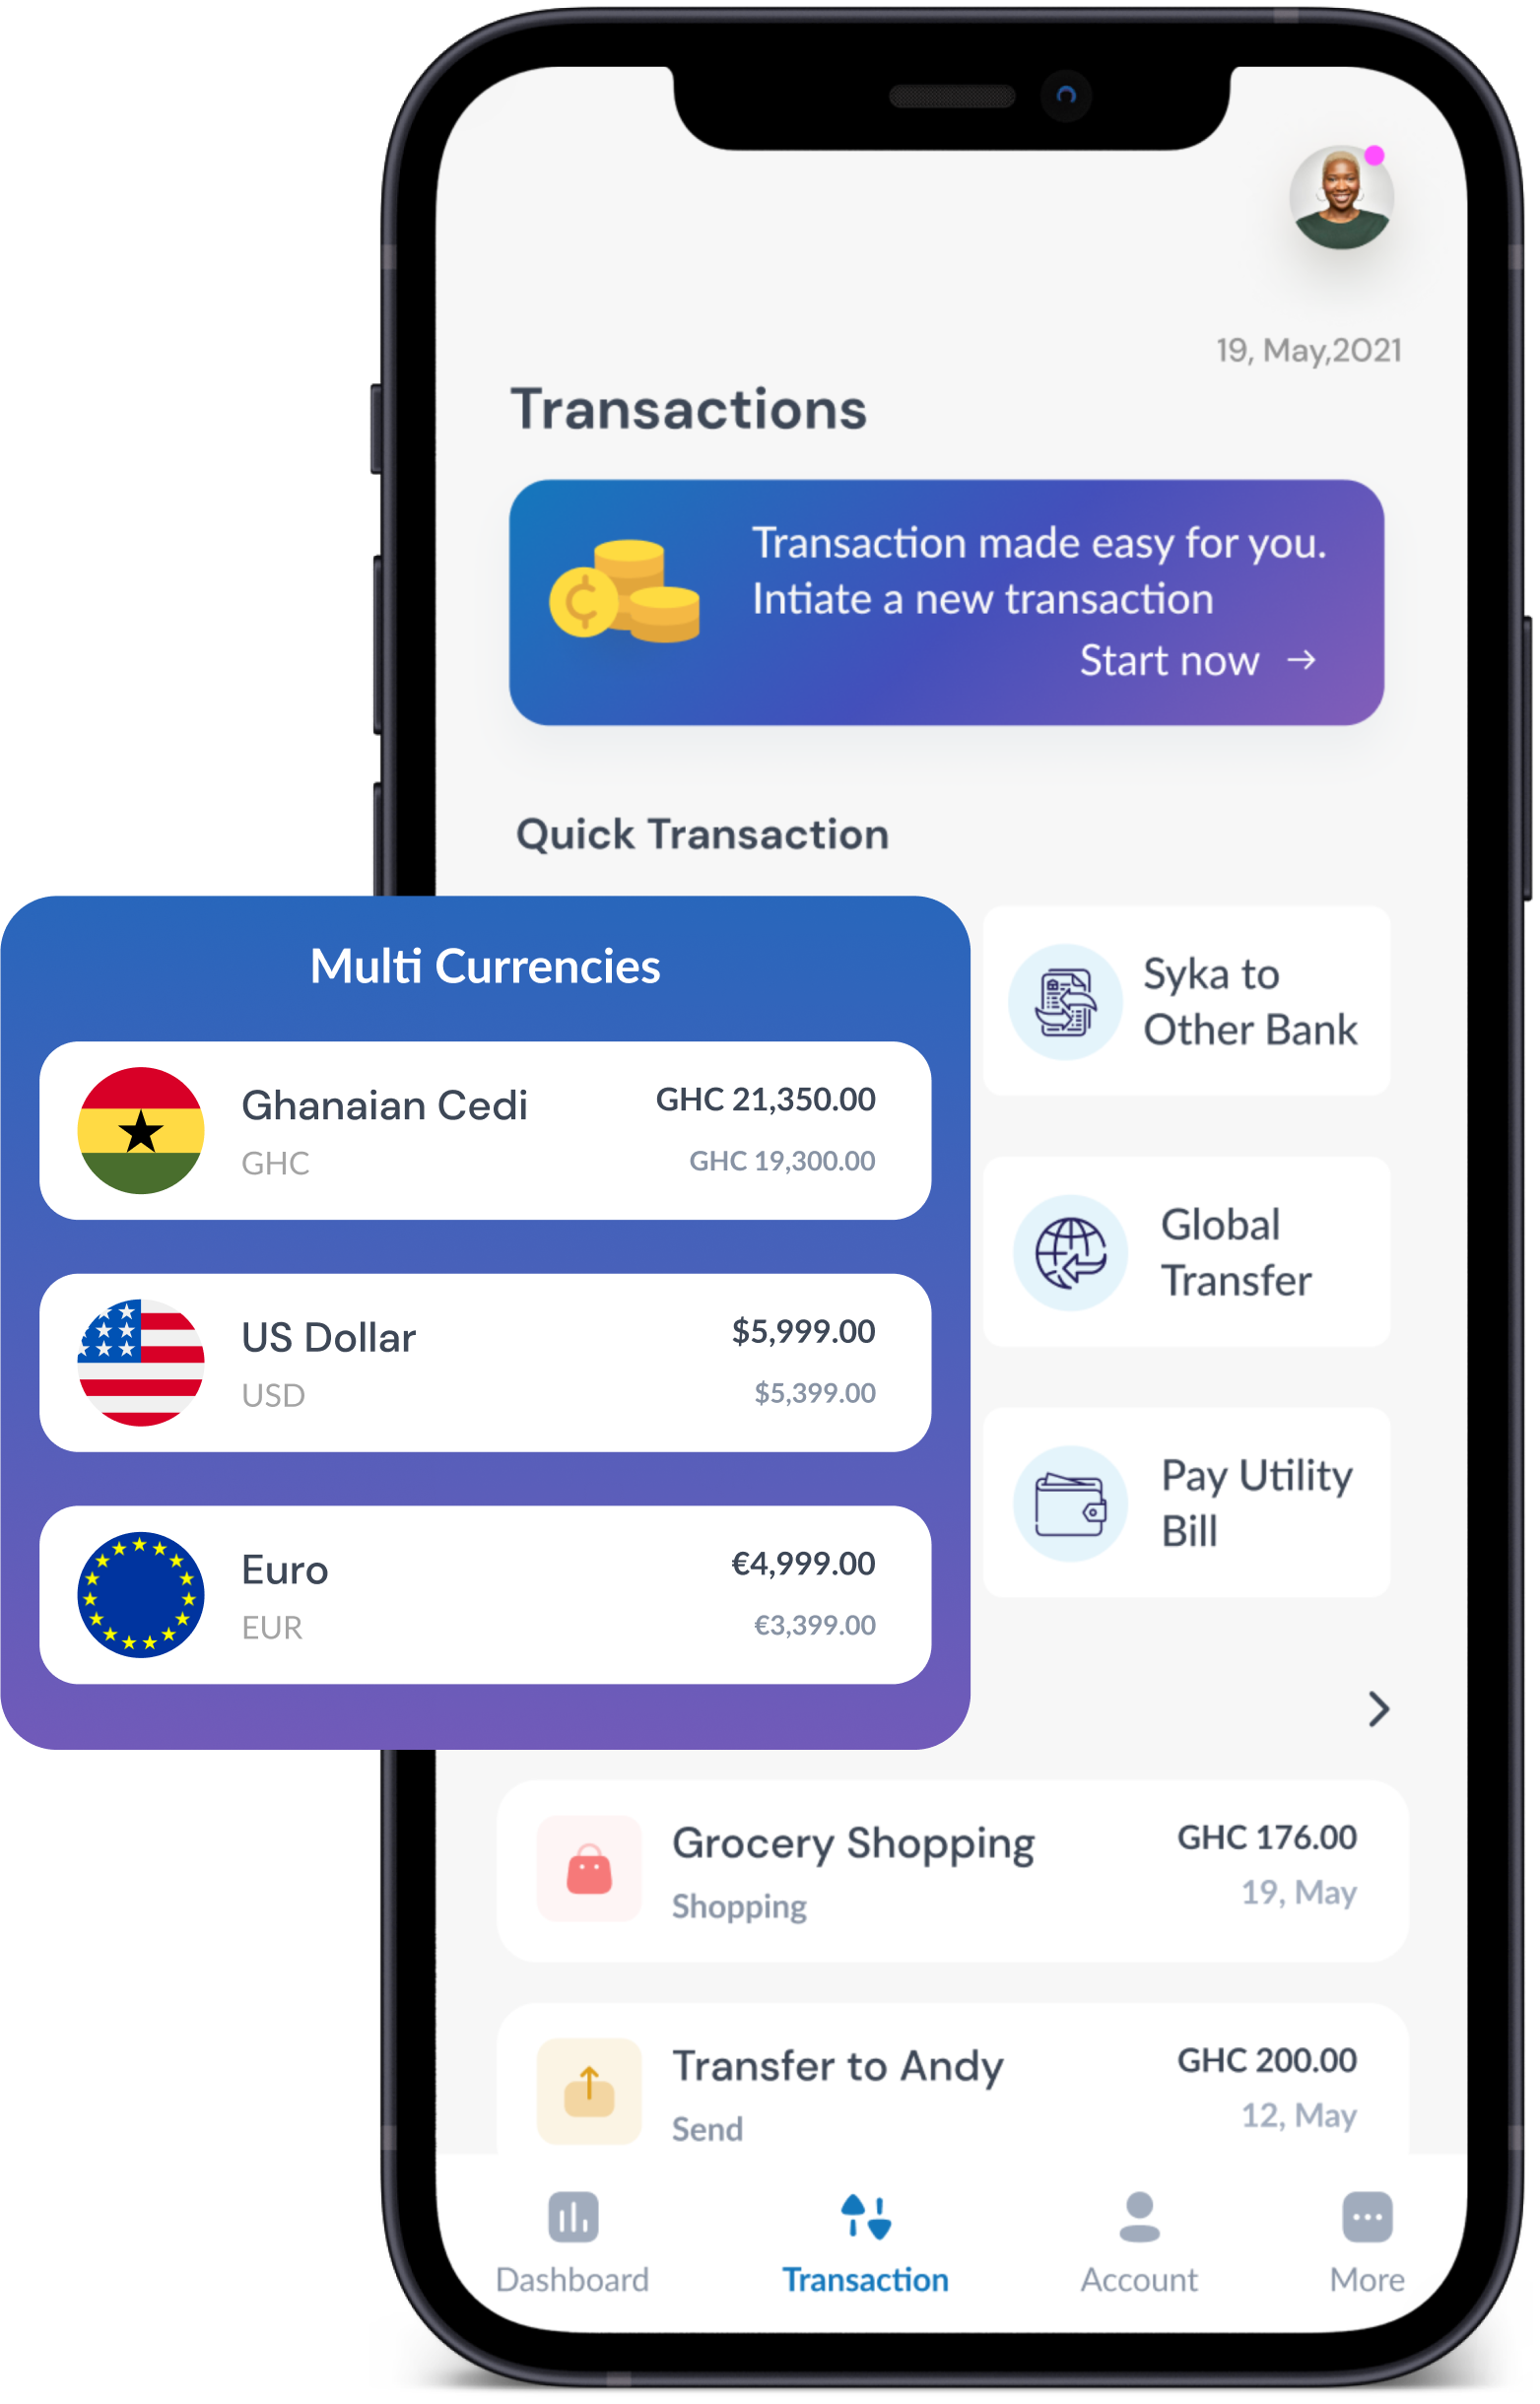 19, May,2021
Transactions
Transaction made easy for you.
Intiate a new transaction
Start now →
Quick Transaction
Multi Currencies
Ghanaian Cedi
GHC 21,350.00
GHC
GHC 19,300.00
US Dollar
$5,999.00
USD
$5,399.00
Euro
€4,999.00
EUR
€3,399.00
Syka to
Other Bank
Global
Transfer
Pay Utility
Bill
Grocery Shopping
GHC 176.00
Shopping
19, May
Transfer to Andy
GHC 200.00
Send
12, May
Dashboard
Transaction
Account
More